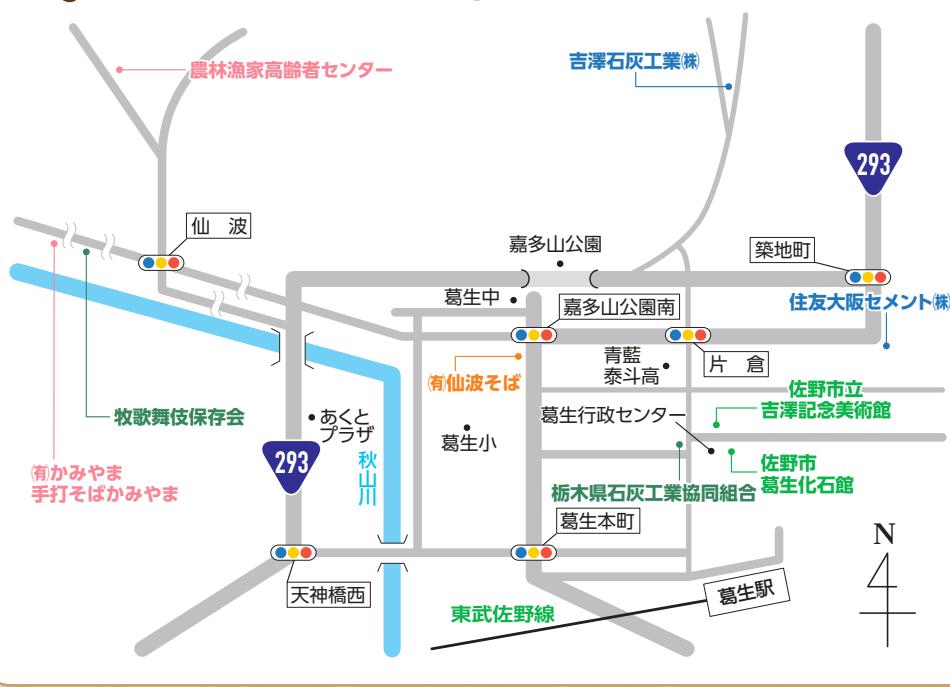 農林漁家高齢者センター
吉澤石灰工業㈱
293
仙 波
嘉多山公園
築地町
葛生中
嘉多山公園南
住友大阪セメント㈱
㈲仙波そば
青藍
泰斗高
片 倉
佐野市立
吉澤記念美術館
牧歌舞伎保存会
あくと
プラザ
葛生小
葛生行政センター
293
秋山川
㈲かみやま
手打そばかみやま
佐野市
葛生化石館
栃木県石灰工業協同組合
葛生本町
天神橋西
東武佐野線
葛生駅
N